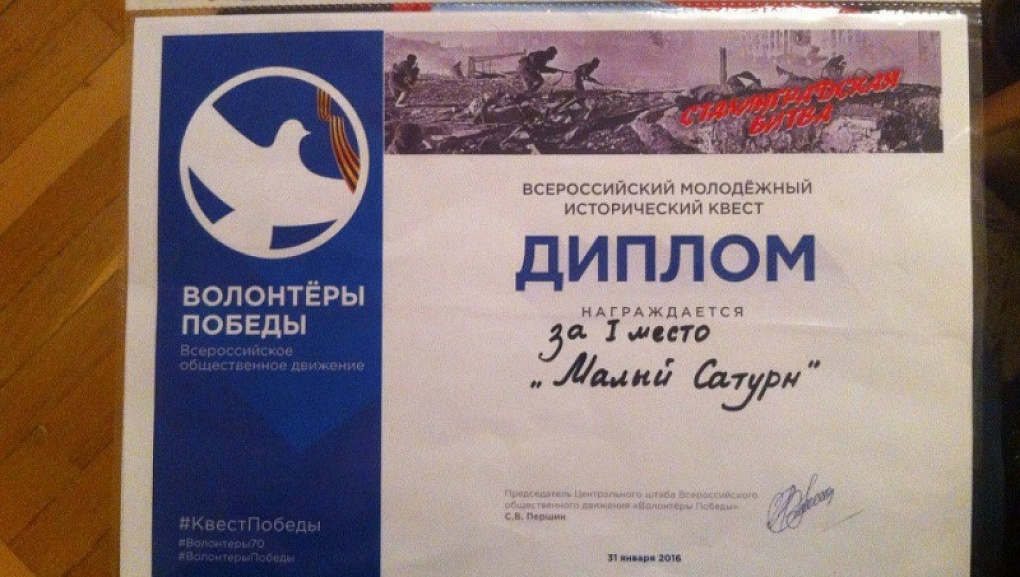 СТАЛИНГРАДСКАЯ
БИТВА
ВСЕРОССИЙСКИЙ МОЛОДЁЖНЫЙ
ИСТОРИЧЕСКИЙ КВЕСТ
ДИПЛОМ
НАГРАЖДАЕТСЯ
за I место
„Малый Сатурн"
ВОЛОНТЁРЫ
ПОБЕДЫ
Всероссийское
общественное движение
#КвестПобеды
#Волонтеры70
#ВолонтерыПобеды
Председатель Центрального штаба Всероссийского
общественного движения «Волонтёры Победы»
С.В. Першин
31 января 2016